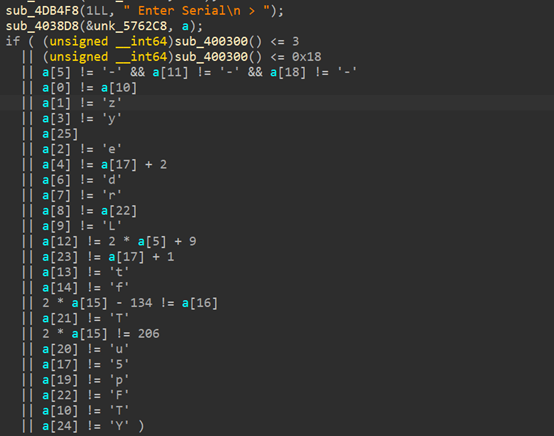 sub_4DB4F8(1LL, " Enter Serial\n > ");
sub_4038D8(&unk_5762C8, a);
if ( (unsigned __int64)sub_400300() <= 3
|| (unsigned __int64)sub_400300() <= 0x18
|| a[5] != '-' && a[11] != '-' && a[18] != '-'
|| a[0] != a[10]
|| a[1] != 'z'
|| a[3] != 'y'
|| a[25]
|| a[2] != 'e'
|| a[4] != a[17] + 2
|| a[6] != 'd'
|| a[7] != 'r'
|| a[8] != a[22]
|| a[9] != 'L'
|| a[12] != 2 * a[5] + 9
|| a[23] != a[17] + 1
|| a[13] != 't'
|| a[14] != 'f'
|| 2 * a[15] - 134 != a[16]
|| a[21] != 'T'
|| 2 * a[15] != 206
|| a[20] != 'u'
|| a[17] != '5'
|| a[19] != 'p'
|| a[22] != 'F'
|| a[10] != 'T'
|| a[24] != 'Y' )